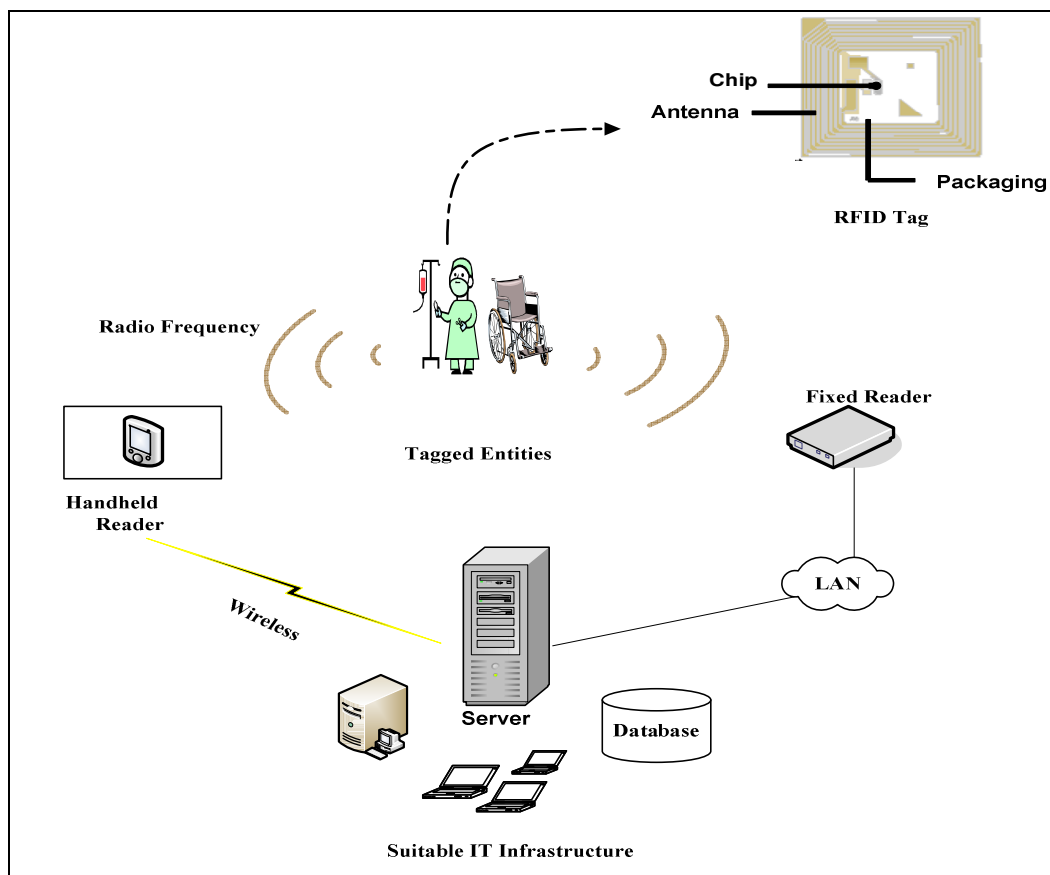 Chip
Antenna
Packaging
RFID Tag
Radio Frequency
Fixed Reader
Tagged Entities
Handheld
Reader
LAN
Wireless
Server
Database
Suitable IT Infrastructure